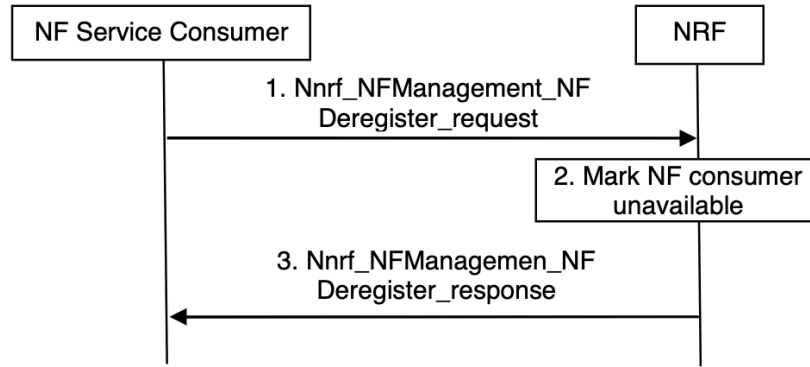 NF Service Consumer
NRF
1. Nnrf_NFManagement_NF
Deregister_request
2. Mark NF consumer
unavailable
3. Nnrf_NFManagemen_NF
Deregister_response